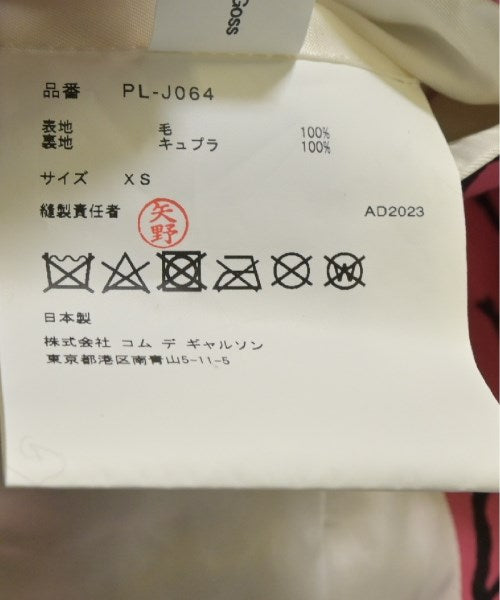 Goss
品番 PL-J064
表地 毛 100%
裏地 キュプラ 100%
サイズ XS
縫製責任者 矢野 AD2023
W
日本製
株式会社 コム デ ギャルソン
東京都港区南青山5-11-5